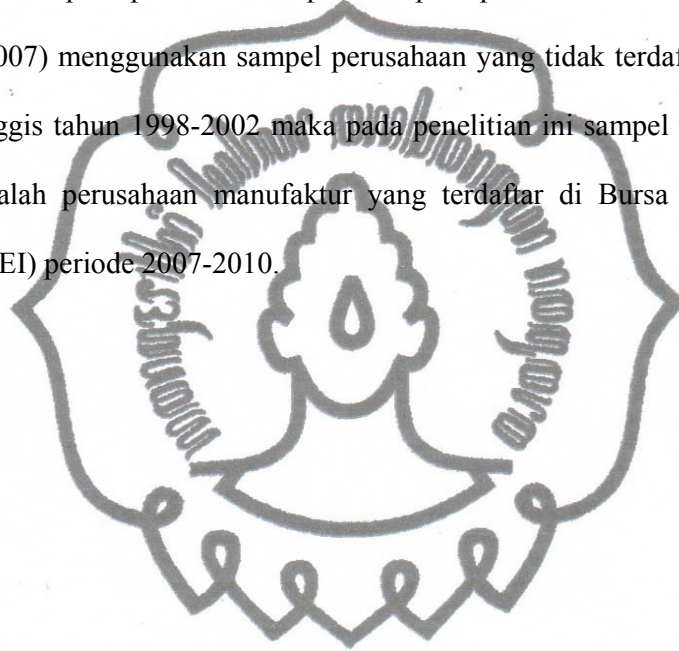 007) menggunakan sampel perusahaan yang tidak terdaf
ggis tahun 1998-2002 maka pada penelitian ini sampel
alah perusahaan manufaktur yang terdaftar di Bursa
EI) periode 2007-2010.